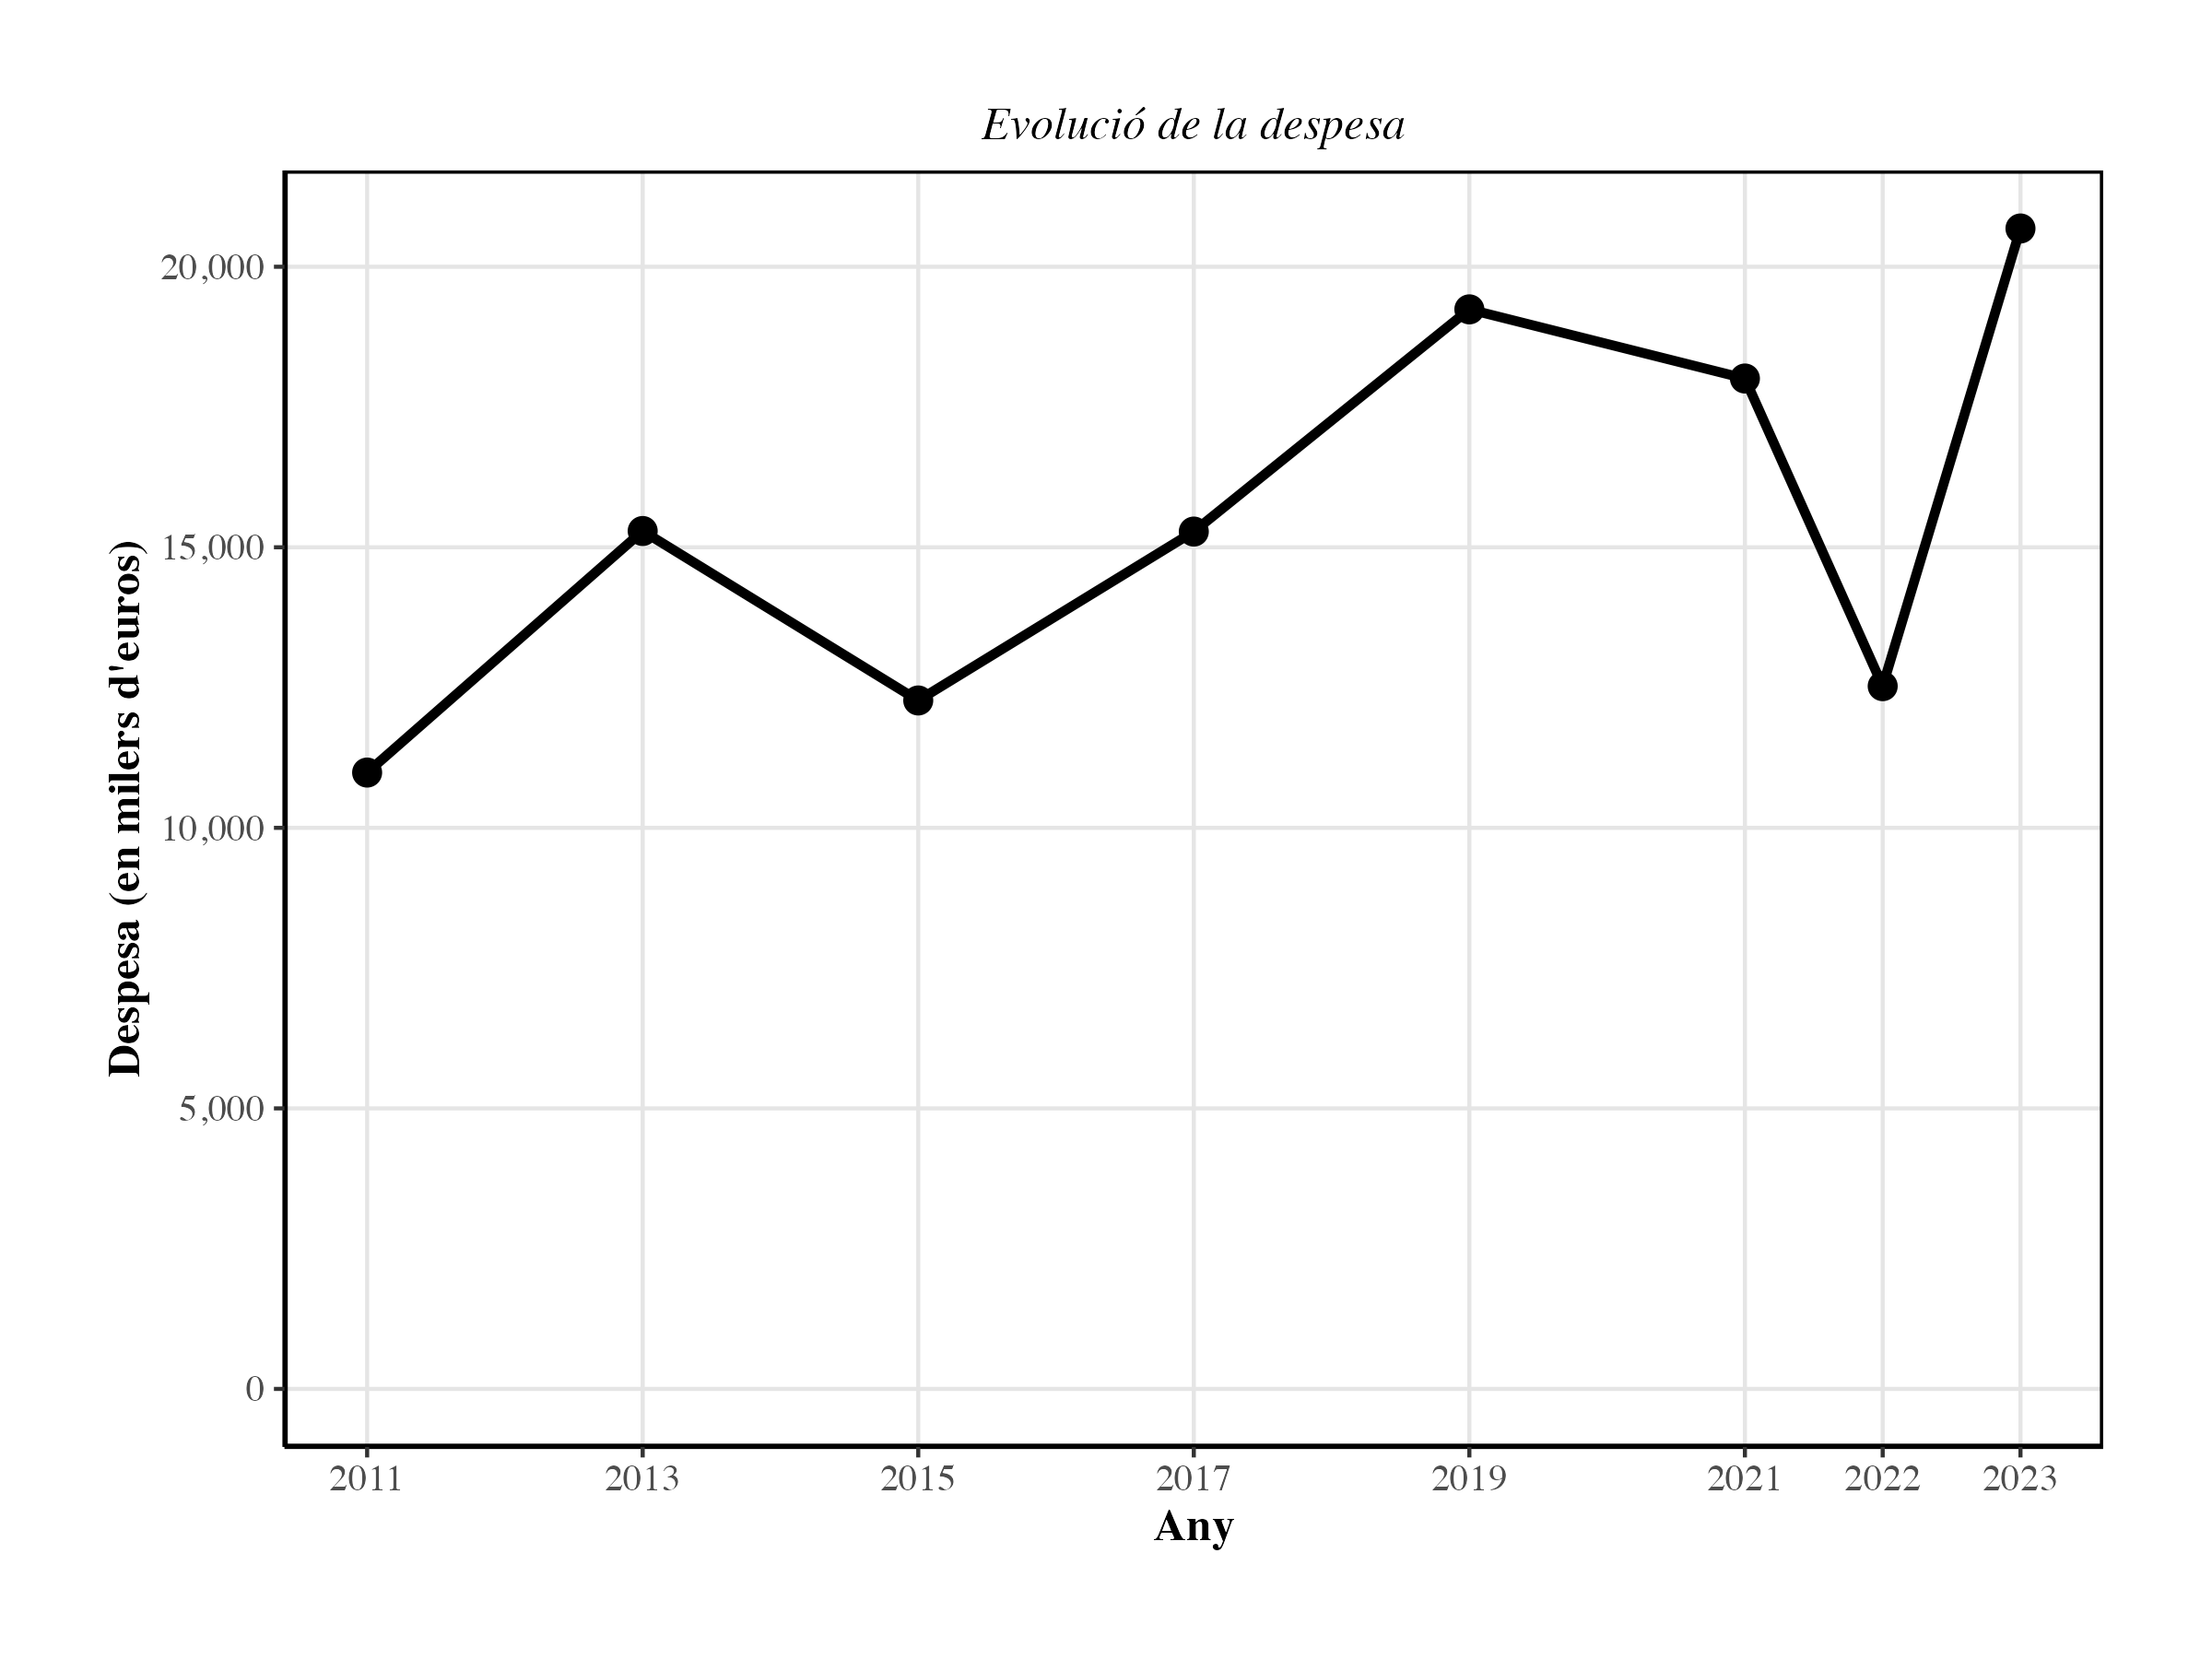 Evolució de la despesa
Despesa (en milers d'euros)
20,000
15,000
10,000
5,000
0
2011 2013 2015 2017 2019 2021 2022 2023
Any